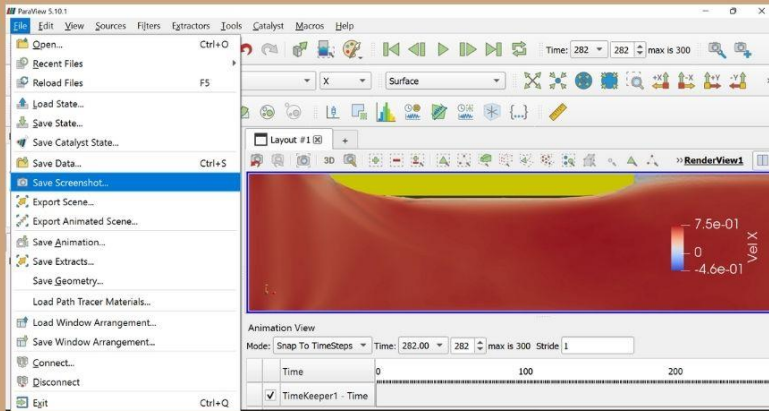 ParaView 5.10.1
File Edit View Sources Filters Extractors Tools Catalyst Macros Help
Open... Ctrl+O
Recent Files
Reload Files F5
Load State...
Save State...
Save Catalyst State...
Save Data... Ctrl+S
Save Screenshot...
Export Scene...
Export Animated Scene...
Save Animation...
Save Extracts...
Save Geometry...
Load Path Tracer Materials...
Load Window Arrangement...
Save Window Arrangement...
Connect...
Disconnect
Exit Ctrl+Q
Time: 282 282 max is 300
X Surface +X -X +Y -Y
Layout #1 +
3D RenderView1
7.5e-01
0
-4.6e-01
Vel X
Animation View
Mode: Snap To TimeSteps Time: 282.00 282 max is 300 Stride 1
Time 0 100 200
TimeKeeper1 - Time